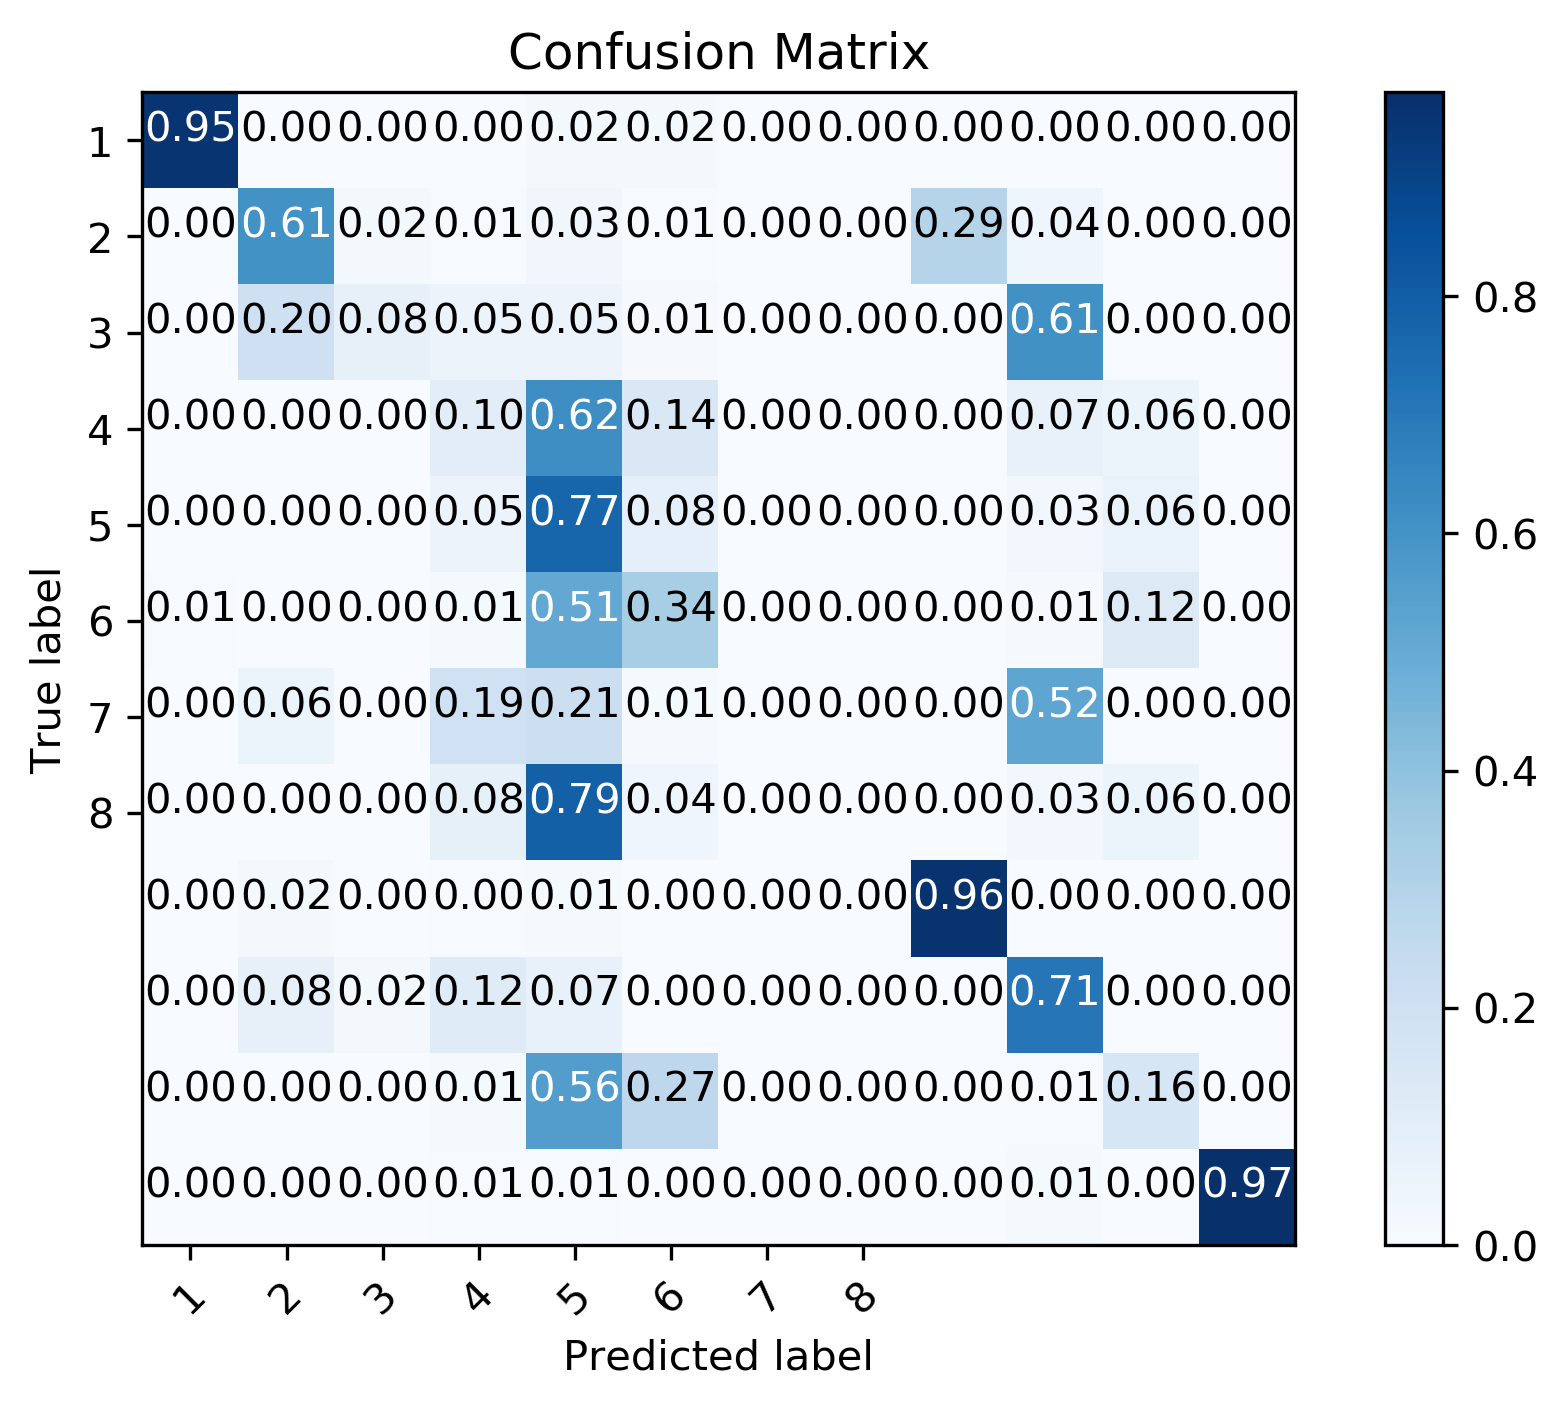 Confusion Matrix
1 0.95 0.00 0.00 0.00 0.02 0.02 0.00 0.00 0.00 0.00 0.00 0.00
2 0.00 0.61 0.02 0.01 0.03 0.01 0.00 0.00 0.29 0.04 0.00 0.00
3 0.00 0.20 0.08 0.05 0.05 0.01 0.00 0.00 0.00 0.61 0.00 0.00
4 0.00 0.00 0.00 0.10 0.62 0.14 0.00 0.00 0.00 0.07 0.06 0.00
5 0.00 0.00 0.00 0.05 0.77 0.08 0.00 0.00 0.00 0.03 0.06 0.00
6 0.01 0.00 0.00 0.01 0.51 0.34 0.00 0.00 0.00 0.01 0.12 0.00
7 0.00 0.06 0.00 0.19 0.21 0.01 0.00 0.00 0.00 0.52 0.00 0.00
8 0.00 0.00 0.00 0.08 0.79 0.04 0.00 0.00 0.00 0.03 0.06 0.00
0.00 0.02 0.00 0.00 0.01 0.00 0.00 0.00 0.96 0.00 0.00 0.00
0.00 0.08 0.02 0.12 0.07 0.00 0.00 0.00 0.00 0.71 0.00 0.00
0.00 0.00 0.00 0.01 0.56 0.27 0.00 0.00 0.00 0.01 0.16 0.00
0.00 0.00 0.00 0.01 0.01 0.00 0.00 0.00 0.00 0.01 0.00 0.97
1 2 3 4 5 6 7 8
Predicted label
True label
0.8
0.6
0.4
0.2
0.0